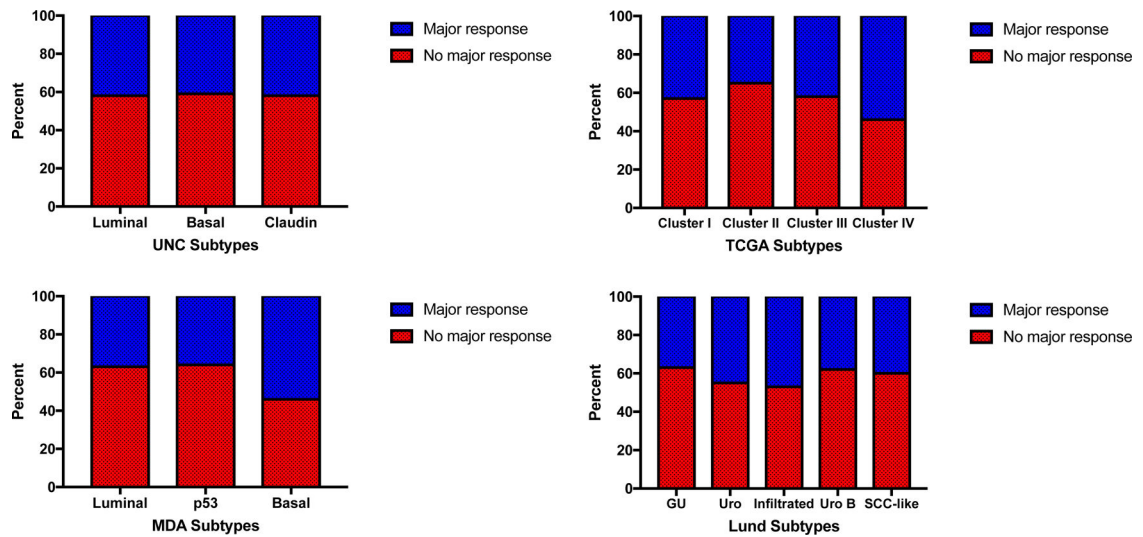 100
80
60
40
20
0
Percent
Luminal Basal Claudin
UNC Subtypes
Major response
No major response
100
80
60
40
20
0
Percent
Cluster I Cluster II Cluster III Cluster IV
TCGA Subtypes
Major response
No major response
100
80
60
40
20
0
Percent
Luminal p53 Basal
MDA Subtypes
Major response
No major response
100
80
60
40
20
0
Percent
GU Uro Infiltrated Uro B SCC-like
Lund Subtypes
Major response
No major response